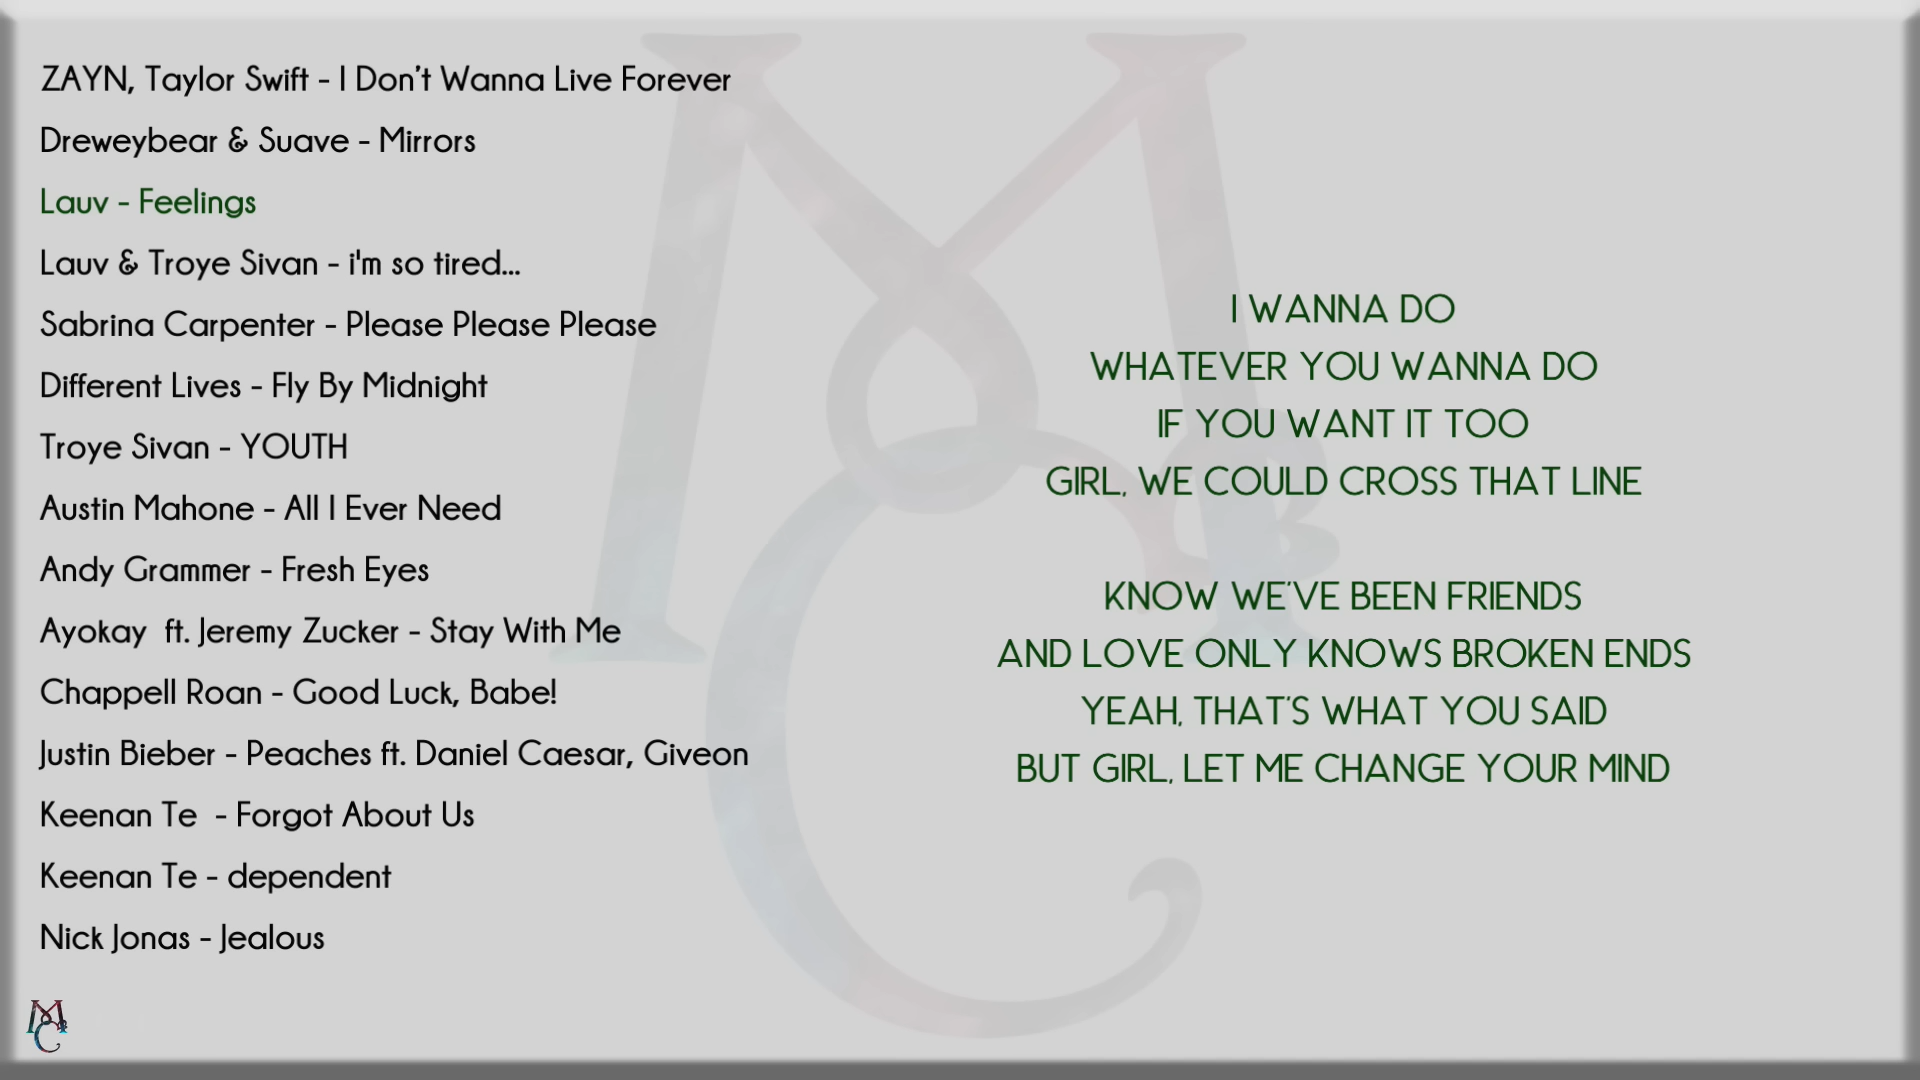 ZAYN, Taylor Swift - I Don't Wanna Live Forever
Dreweybear & Suave - Mirrors
Lauv - Feelings
Lauv & Troye Sivan - i'm so tired...
Sabrina Carpenter - Please Please Please
Different Lives - Fly By Midnight
Troye Sivan - YOUTH
Austin Mahone - All I Ever Need
Andy Grammer - Fresh Eyes
Ayokay  ft. Jeremy Zucker - Stay With Me
Chappell Roan - Good Luck, Babe!
Justin Bieber - Peaches ft. Daniel Caesar, Giveon
Keenan Te  - Forgot About Us
Keenan Te - dependent
Nick Jonas - Jealous
I WANNA DO
WHATEVER YOU WANNA DO
IF YOU WANT IT TOO
GIRL, WE COULD CROSS THAT LINE
KNOW WE'VE BEEN FRIENDS
AND LOVE ONLY KNOWS BROKEN ENDS
YEAH, THAT'S WHAT YOU SAID
BUT GIRL, LET ME CHANGE YOUR MIND